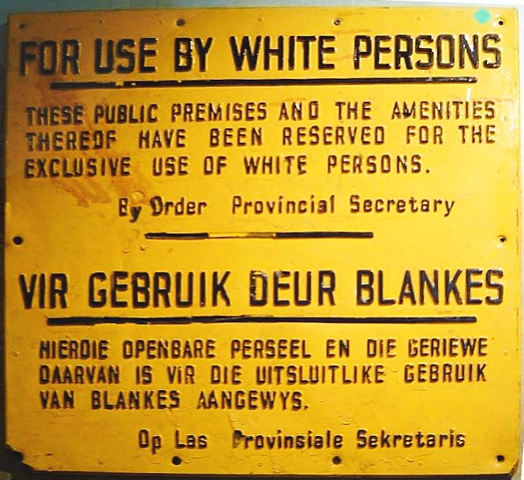 FOR USE BY WHITE PERSONS
THESE PUBLIC PREMISES AND THE AMENITIES
THEREOF HAVE BEEN RESERVED FOR THE
EXCLUSIVE USE OF WHITE PERSONS.
By Order Provincial Secretary
VIR GEBRUIK DEUR BLANKES
HIERDIE OPENBARE PERSEEL EN DIE GERIEWE
DAARVAN IS VIR DIE UITSLUITLIKE GEBRUIK
VAN BLANKES AANGEWYS.
Op Las Provinsiale Sekretaris